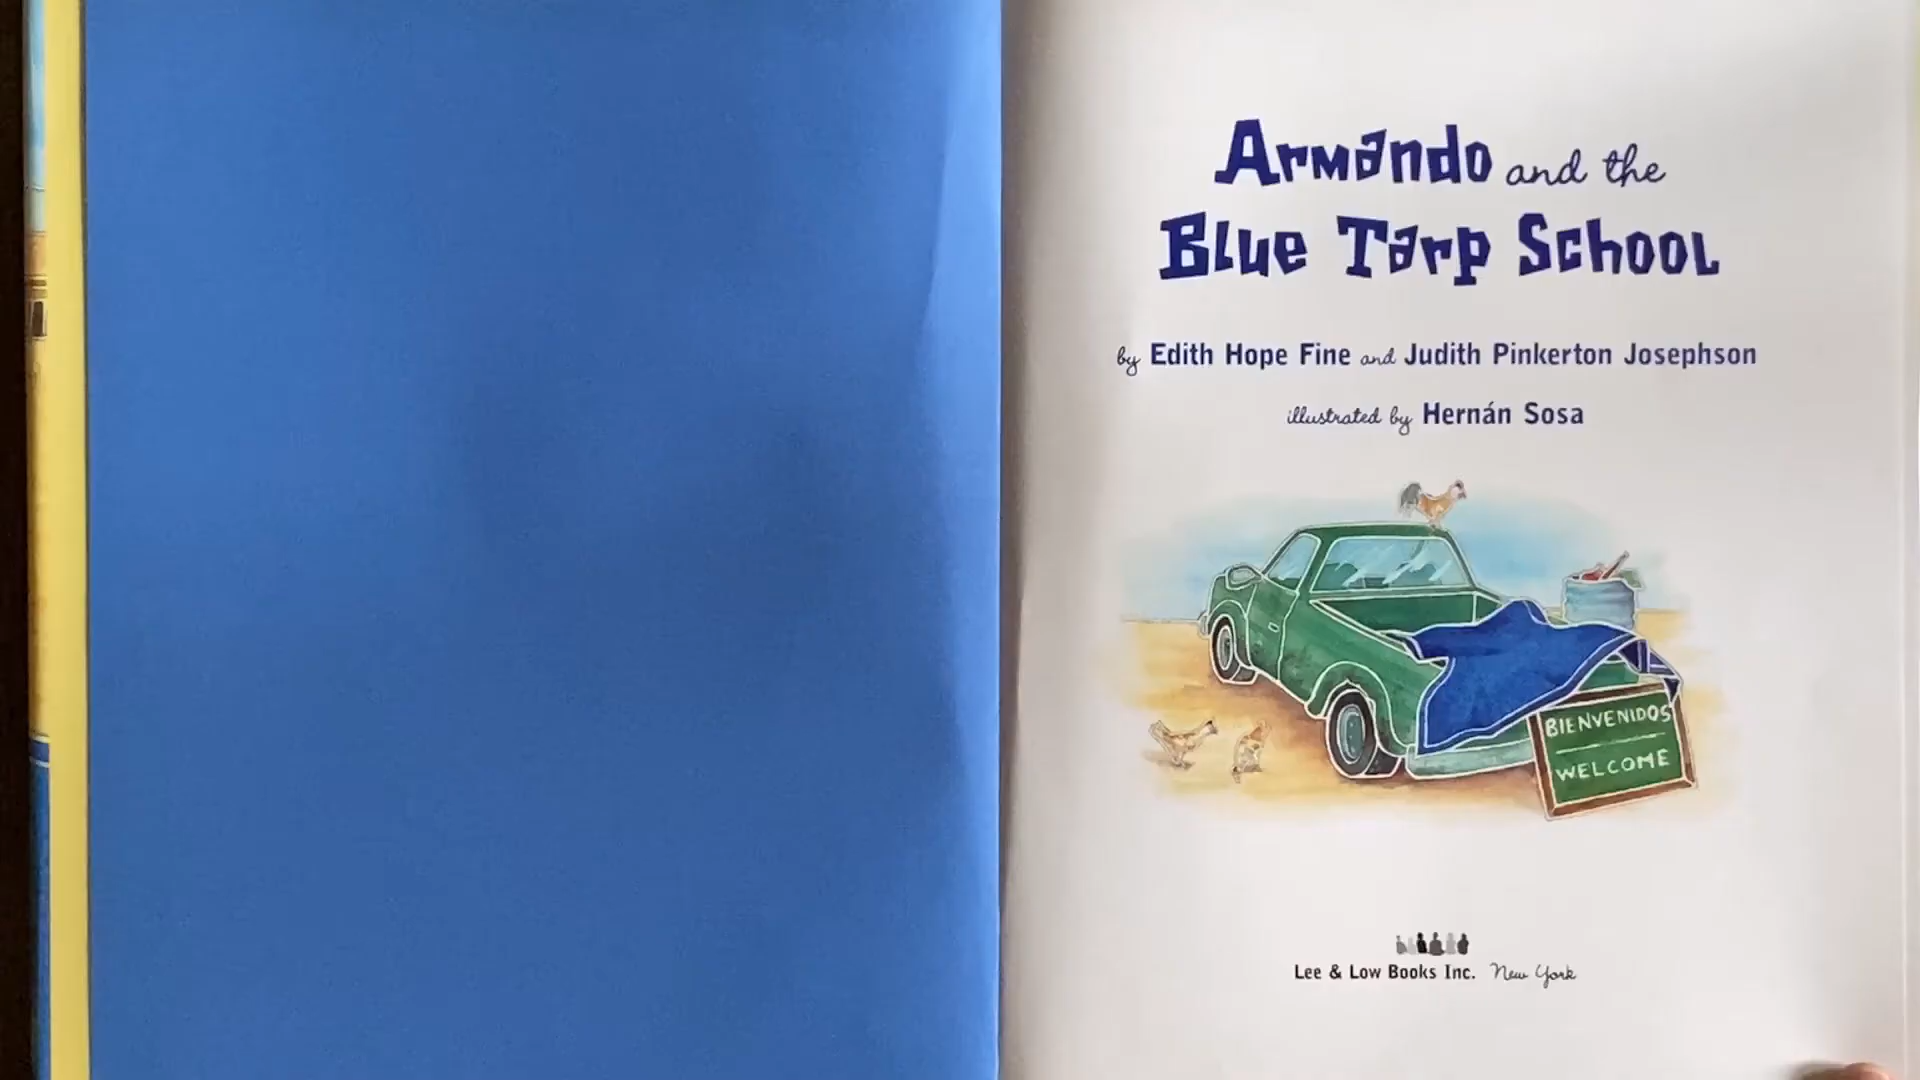 Armando and the
Blue Tarp School
by Edith Hope Fine and Judith Pinkerton Josephson
illustrated by Hernán Sosa
BIENVENIDOS
WELCOME
Lee & Low Books Inc. New York